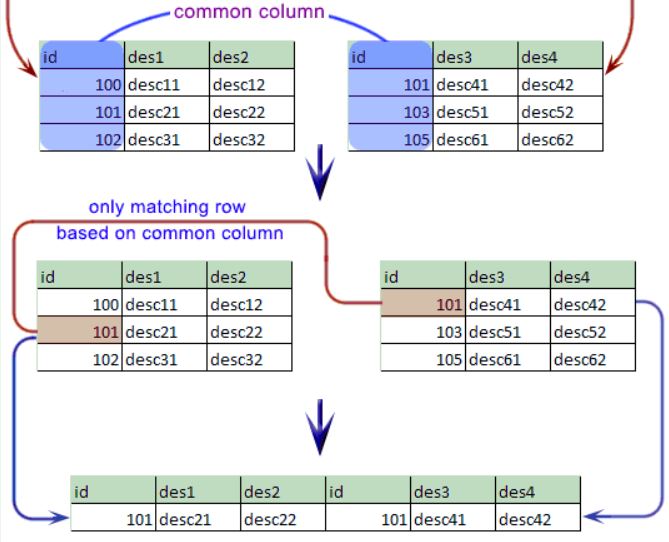 common column
id des1 des2
100 desc11 desc12
101 desc21 desc22
102 desc31 desc32
id des3 des4
101 desc41 desc42
103 desc51 desc52
105 desc61 desc62
only matching row
based on common column
id des1 des2
100 desc11 desc12
101 desc21 desc22
102 desc31 desc32
id des3 des4
101 desc41 desc42
103 desc51 desc52
105 desc61 desc62
id des1 des2 id des3 des4
101 desc21 desc22 101 desc41 desc42